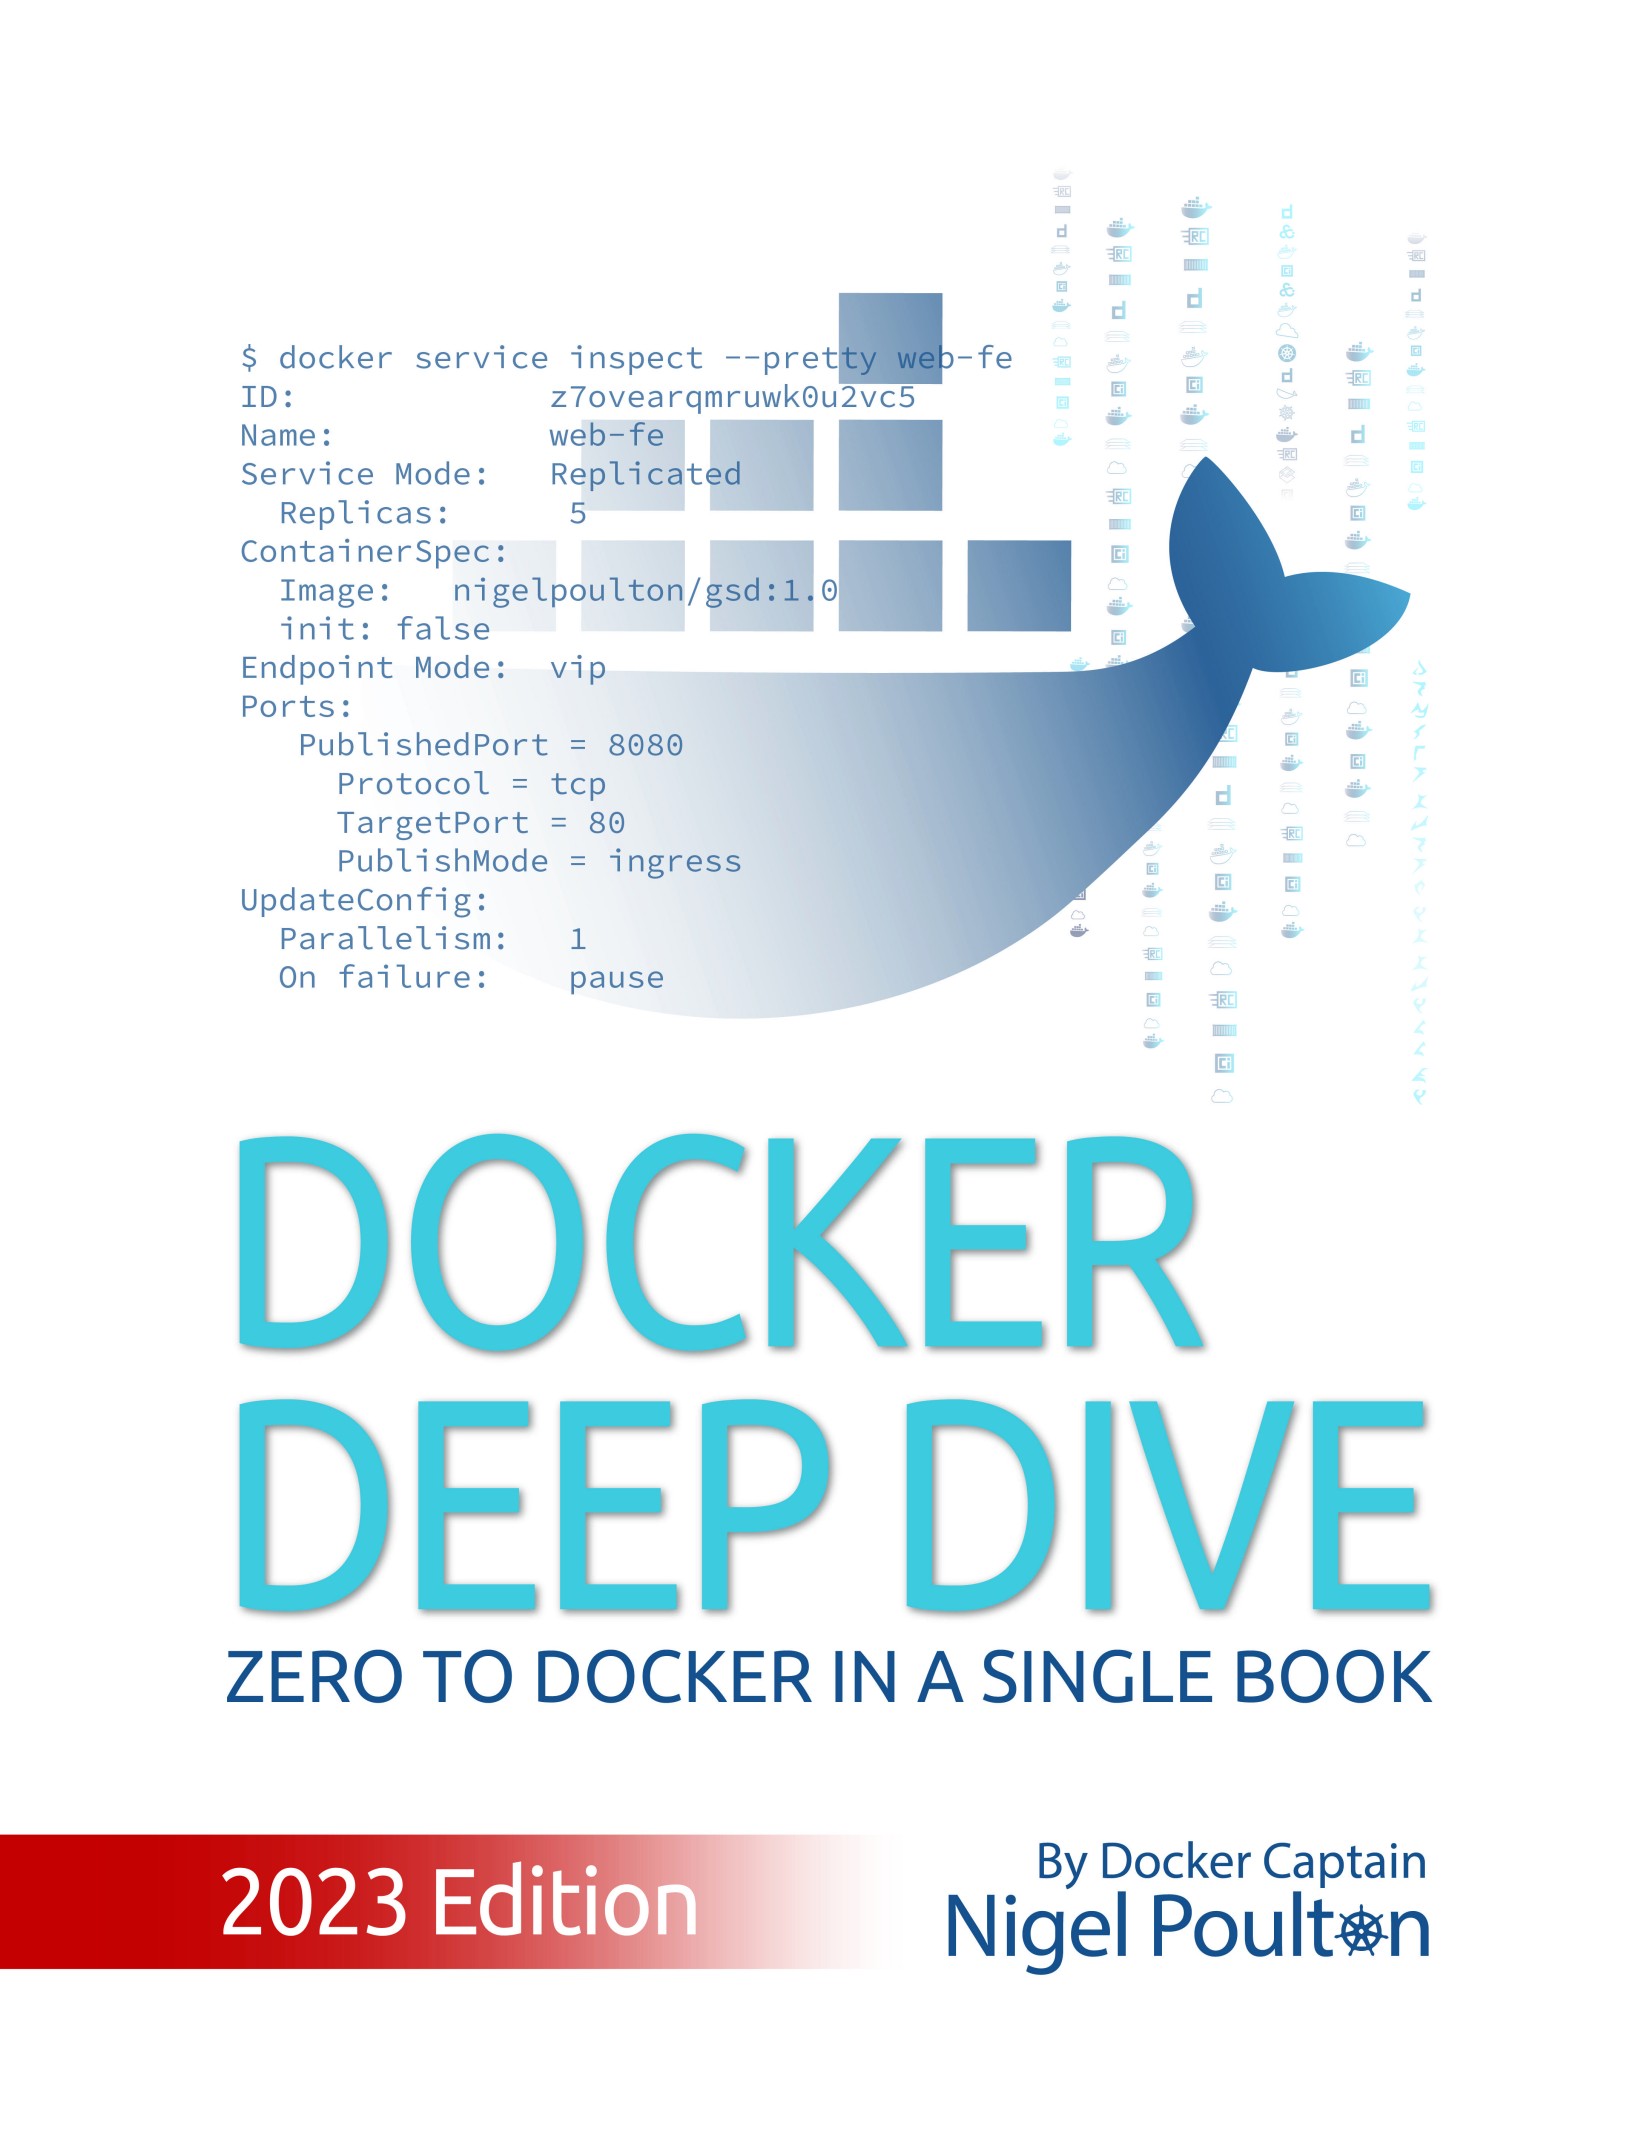 $ docker service inspect --pretty web-fe
ID: z7ovearqmruwk0u2vc5
Name: web-fe
Service Mode: Replicated
Replicas: 5
ContainerSpec:
Image: nigelpoulton/gsd:1.0
init: false
Endpoint Mode: vip
Ports:
PublishedPort = 8080
Protocol = tcp
TargetPort = 80
PublishMode = ingress
UpdateConfig:
Parallelism: 1
On failure: pause
DOCKER
DEEP DIVE
ZERO TO DOCKER IN A SINGLE BOOK
2023 Edition
By Docker Captain
Nigel Poulton